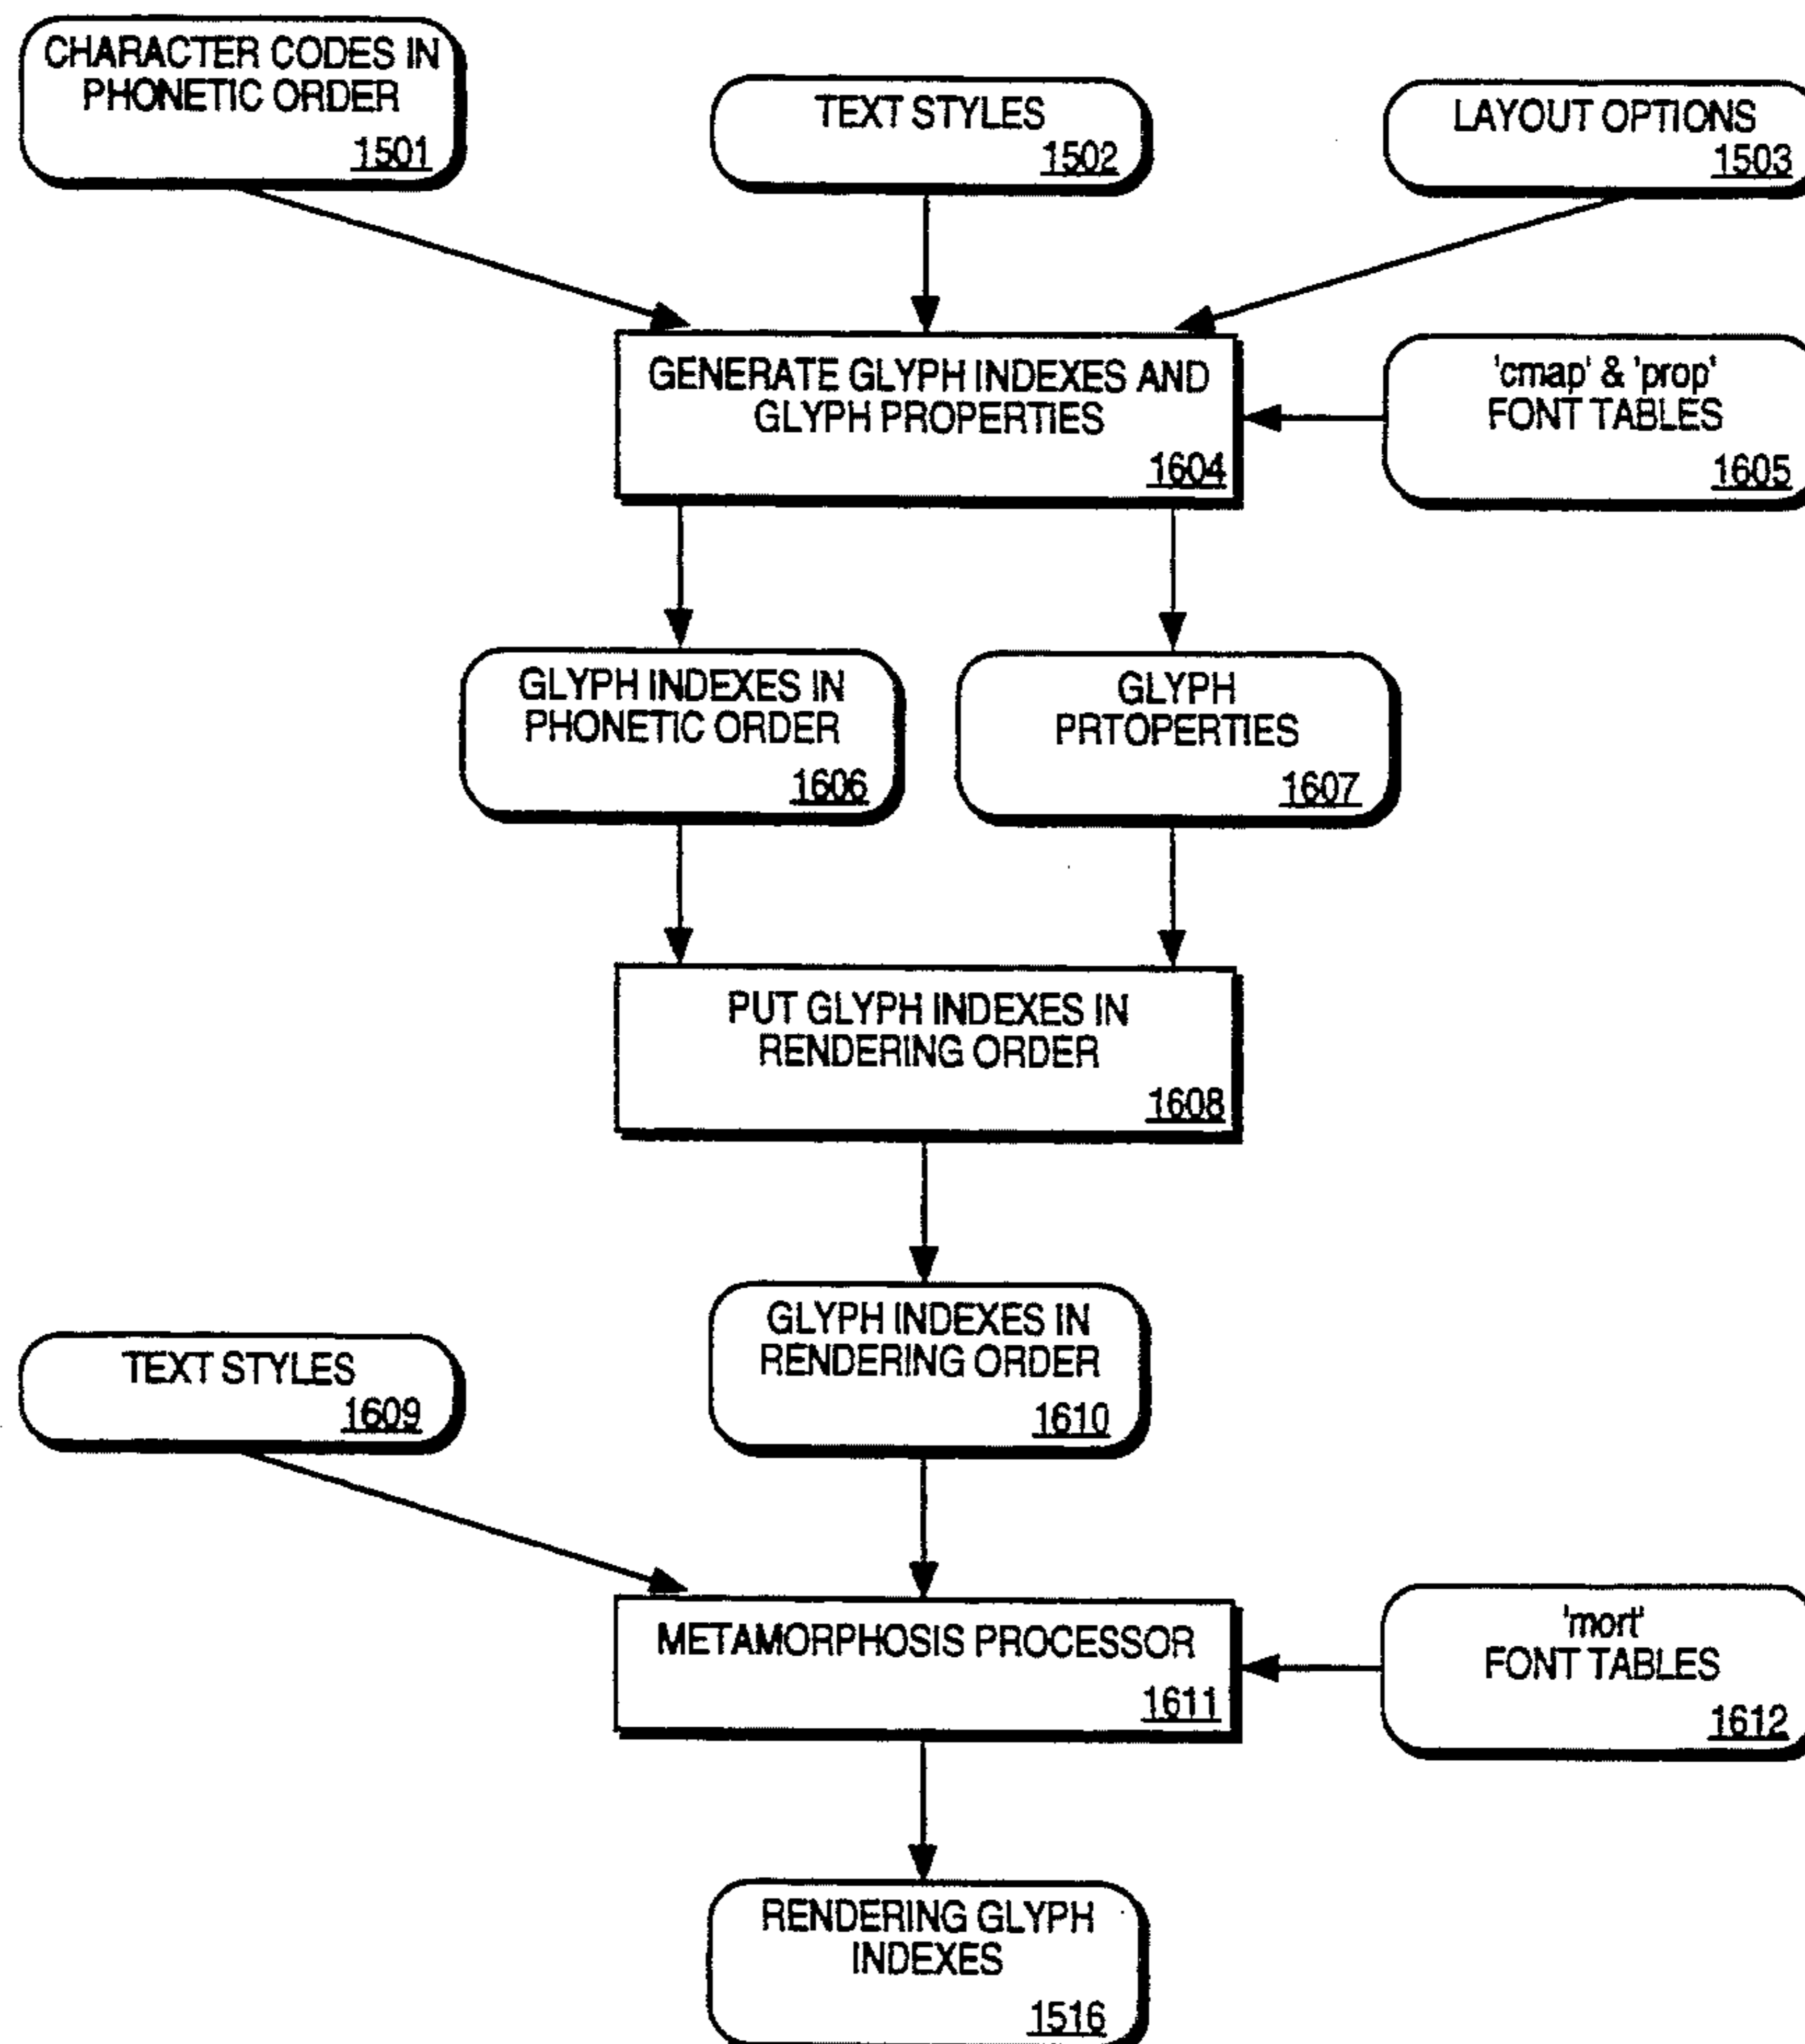 CHARACTER CODES IN
PHONETIC ORDER
1501
TEXT STYLES
1502
LAYOUT OPTIONS
1503
GENERATE GLYPH INDEXES AND
GLYPH PROPERTIES
1604
'cmap' & 'prop'
FONT TABLES
1605
GLYPH INDEXES IN
PHONETIC ORDER
1606
GLYPH
PRTOPERTIES
1607
PUT GLYPH INDEXES IN
RENDERING ORDER
1608
TEXT STYLES
1609
GLYPH INDEXES IN
RENDERING ORDER
1610
METAMORPHOSIS PROCESSOR
1611
'mort'
FONT TABLES
1612
RENDERING GLYPH
INDEXES
1516